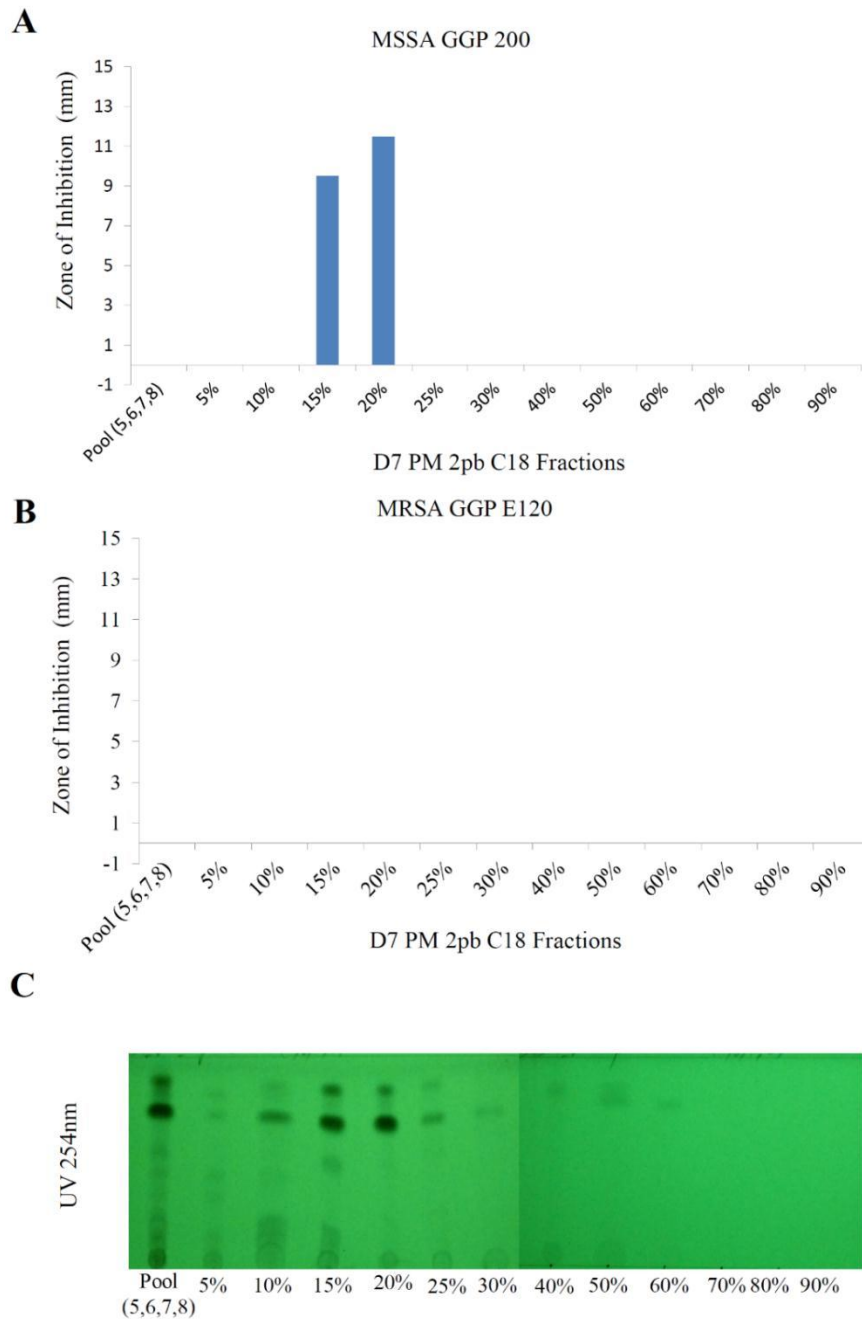 A
MSSA GGP 200
Zone of Inhibition (mm)
15
13
11
9
7
5
3
1
-1
Pool (5,6,7,8) 5% 10% 15% 20% 25% 30% 40% 50% 60% 70% 80% 90%
D7 PM 2pb C18 Fractions
B
MRSA GGP E120
Zone of Inhibition (mm)
15
13
11
9
7
5
3
1
-1
Pool (5,6,7,8) 5% 10% 15% 20% 25% 30% 40% 50% 60% 70% 80% 90%
D7 PM 2pb C18 Fractions
C
UV 254nm
Pool 5% 10% 15% 20% 25% 30% 40% 50% 60% 70% 80% 90%
(5,6,7,8)